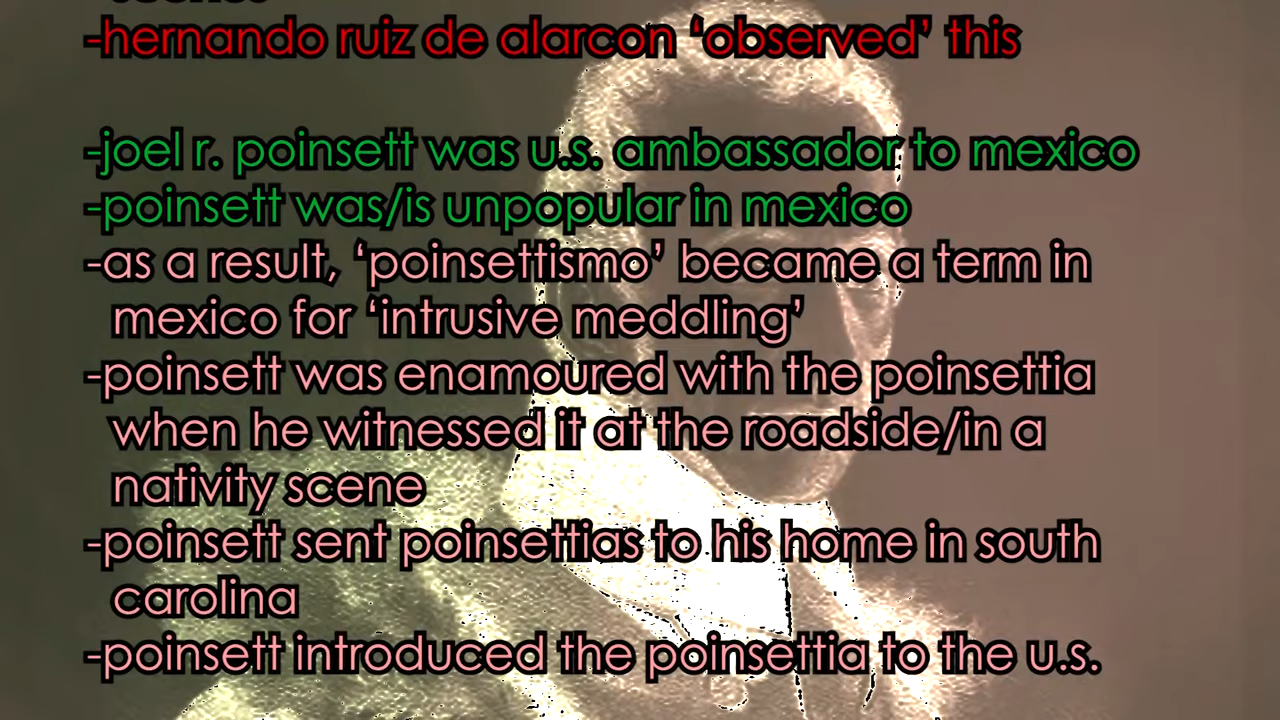 -hernando ruiz de alarcon ‘observed’ this
-joel r. poinsett was u.s. ambassador to mexico
-poinsett was/is unpopular in mexico
-as a result, ‘poinsettismo’ became a term in
mexico for ‘intrusive meddling’
-poinsett was enamoured with the poinsettia
when he witnessed it at the roadside/in a
nativity scene
-poinsett sent poinsettias to his home in south
carolina
-poinsett introduced the poinsettia to the u.s.